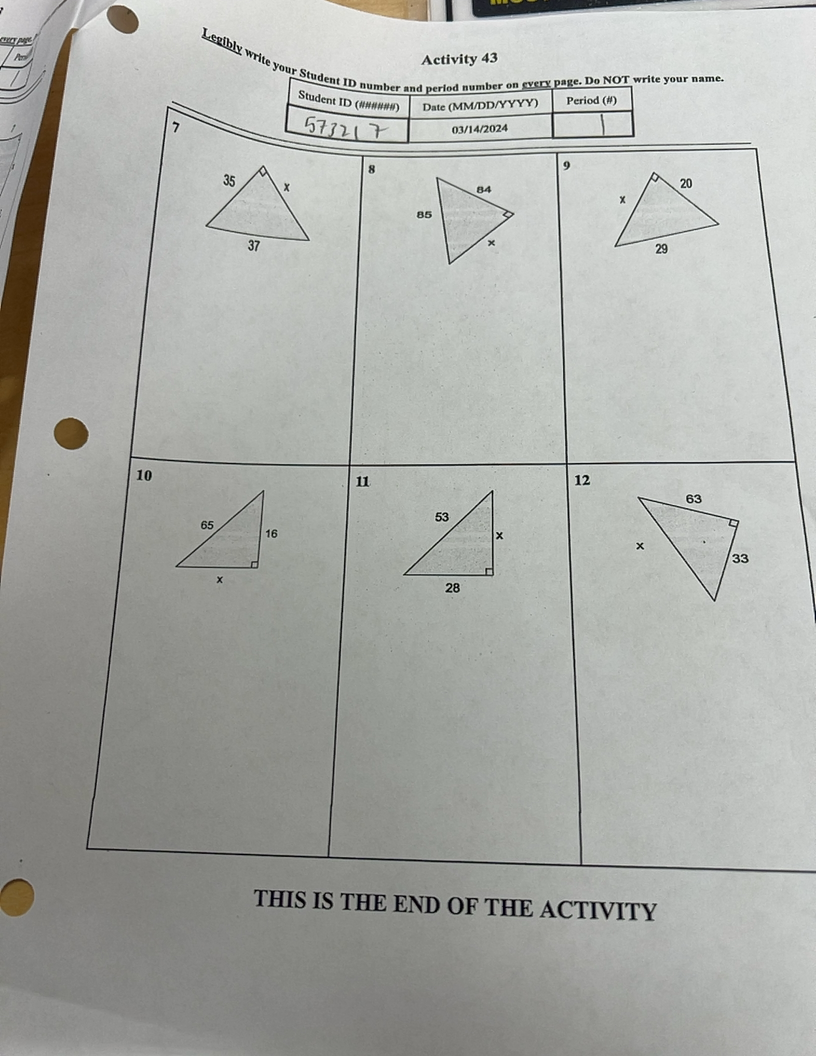 Activity 43
Legibly write your Student ID number and period number on every page. Do NOT write your name.
Student ID (######) Date (MM/DD/YYYY) Period (#)
573217 03/14/2024 1
7 8 9
35 x 37
84 85 x
x 20 29
10 11 12
65 16 x
53 x 28
63 x 33
THIS IS THE END OF THE ACTIVITY
every page.